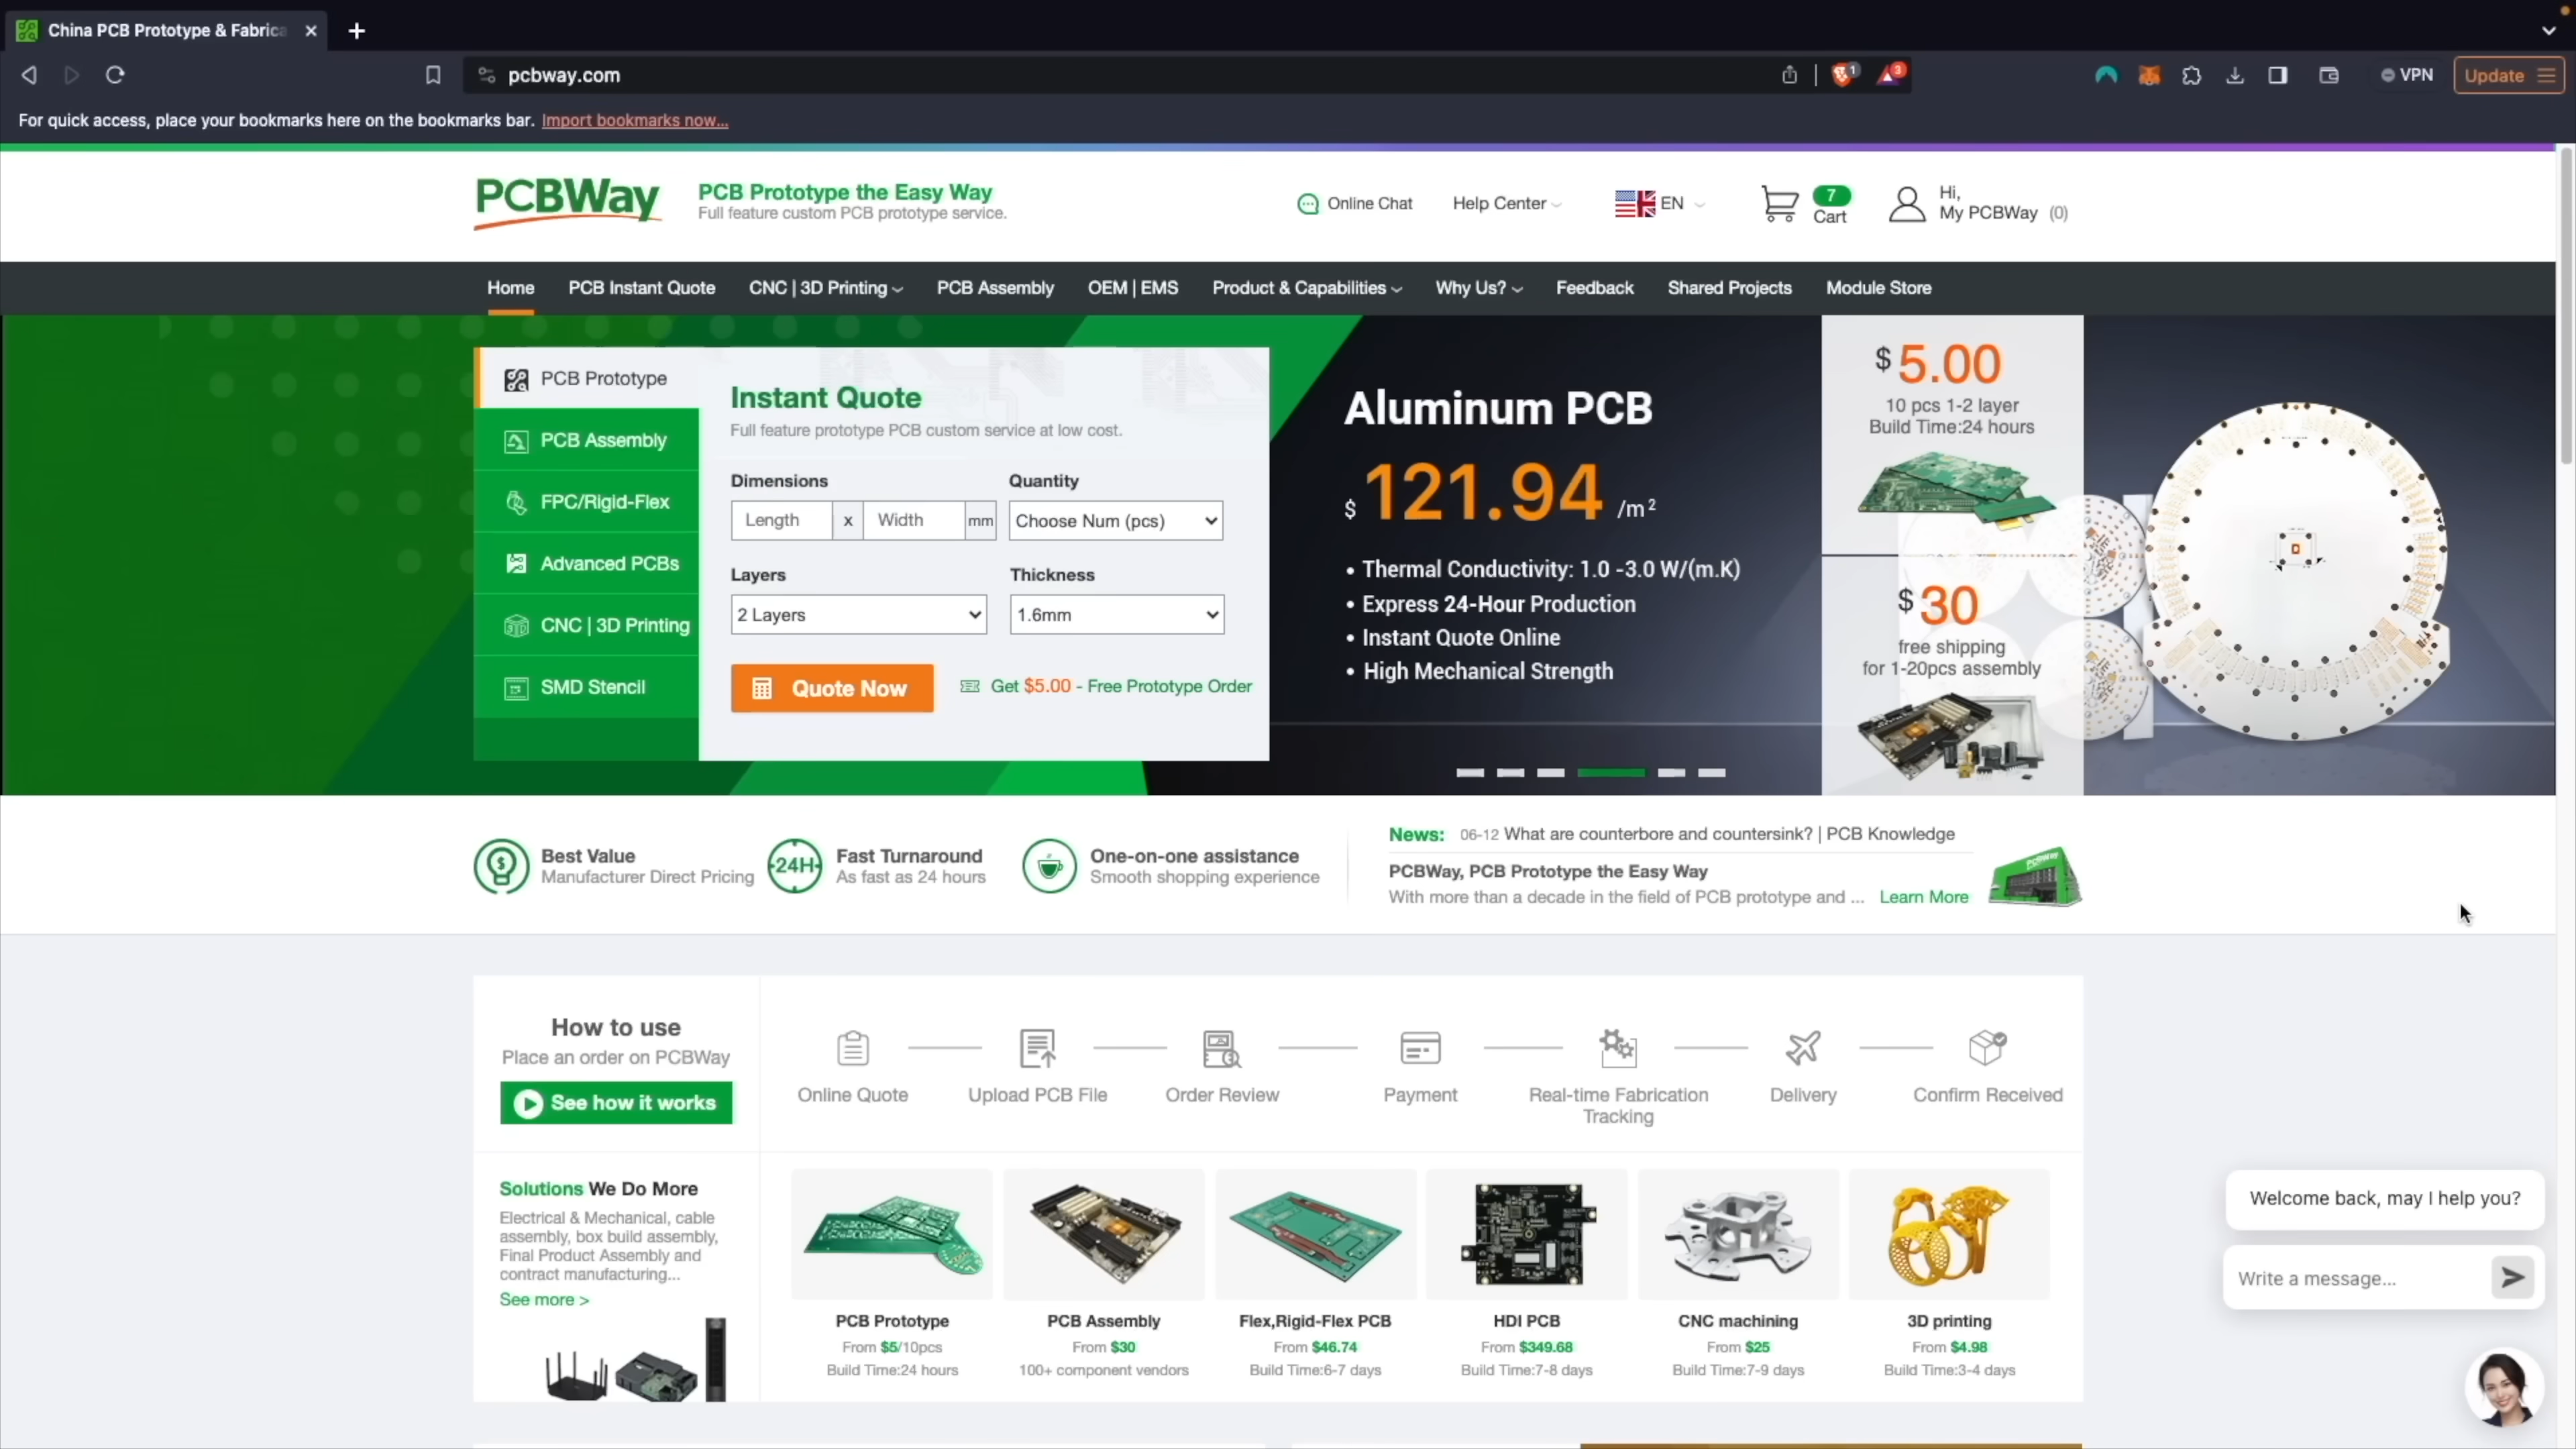 China PCB Prototype & Fabrica
pcbway.com
1
3
VPN
Update
For quick access, place your bookmarks here on the bookmarks bar. Import bookmarks now...
PCBWay
PCB Prototype the Easy Way
Full feature custom PCB prototype service.
Online Chat
Help Center
EN
7
Cart
Hi,
My PCBWay (0)
Home
PCB Instant Quote
CNC | 3D Printing
PCB Assembly
OEM | EMS
Product & Capabilities
Why Us?
Feedback
Shared Projects
Module Store
PCB Prototype
PCB Assembly
FPC/Rigid-Flex
Advanced PCBs
CNC | 3D Printing
SMD Stencil
Instant Quote
Full feature prototype PCB custom service at low cost.
Dimensions
Quantity
Length x Width mm
Choose Num (pcs)
Layers
Thickness
2 Layers
1.6mm
Quote Now
Get $5.00 - Free Prototype Order
Aluminum PCB
$ 121.94 /m²
• Thermal Conductivity: 1.0 -3.0 W/(m.K)
• Express 24-Hour Production
• Instant Quote Online
• High Mechanical Strength
$ 5.00
10 pcs 1-2 layer
Build Time:24 hours
$ 30
free shipping
for 1-20pcs assembly
Best Value
Manufacturer Direct Pricing
24H
Fast Turnaround
As fast as 24 hours
One-on-one assistance
Smooth shopping experience
News: 06-12 What are counterbore and countersink? | PCB Knowledge
PCBWay, PCB Prototype the Easy Way
With more than a decade in the field of PCB prototype and ... Learn More
PCBWay
How to use
Place an order on PCBWay
See how it works
Online Quote
Upload PCB File
Order Review
Payment
Real-time Fabrication
Tracking
Delivery
Confirm Received
Solutions We Do More
Electrical & Mechanical, cable
assembly, box build assembly,
Final Product Assembly and
contract manufacturing...
See more >
PCB Prototype
From $5/10pcs
Build Time:24 hours
PCB Assembly
From $30
100+ component vendors
Flex,Rigid-Flex PCB
From $46.74
Build Time:6-7 days
HDI PCB
From $349.68
Build Time:7-8 days
CNC machining
From $25
Build Time:7-9 days
3D printing
From $4.98
Build Time:3-4 days
Welcome back, may I help you?
Write a message...